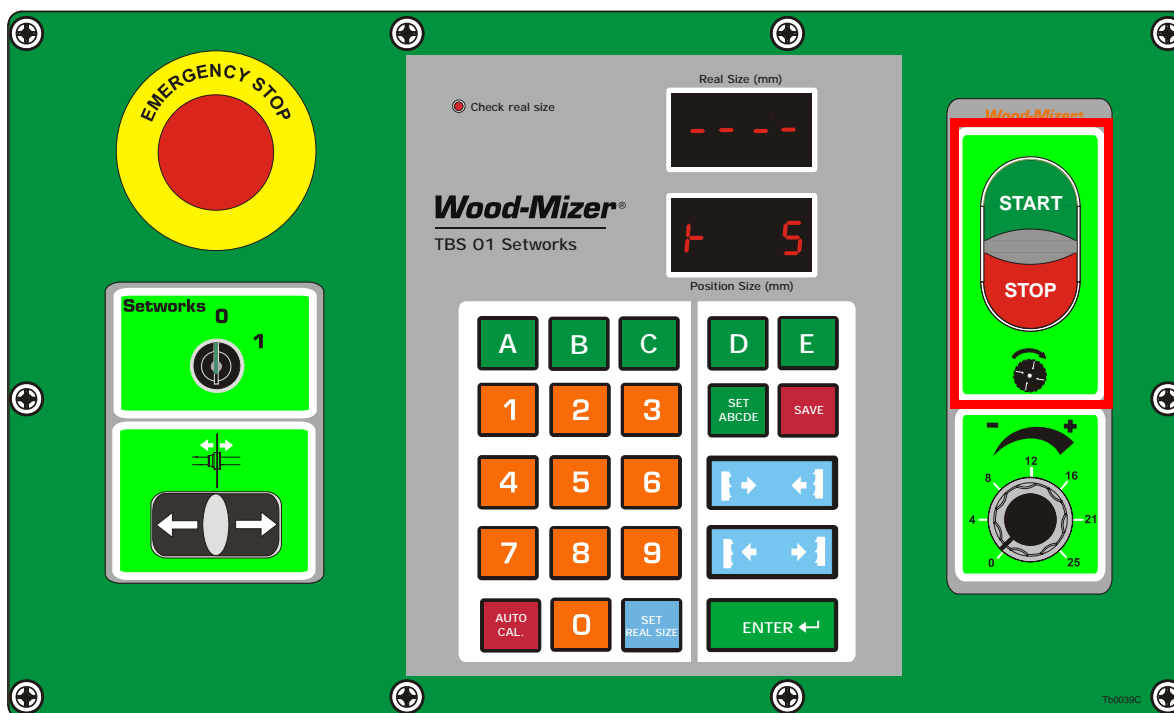 EMERGENCY STOP
Setworks
0
1
Check real size
Real Size (mm)
- - - -
Wood-Mizer®
TBS 01 Setworks
⊦ 5
Position Size (mm)
A B C D E
1 2 3
SET
ABCDE
SAVE
4 5 6
7 8 9
AUTO
CAL.
0
SET
REAL SIZE
ENTER
Wood-Mizer®
START
STOP
- +
0 4 8 12 16 21 25
Tb0039C